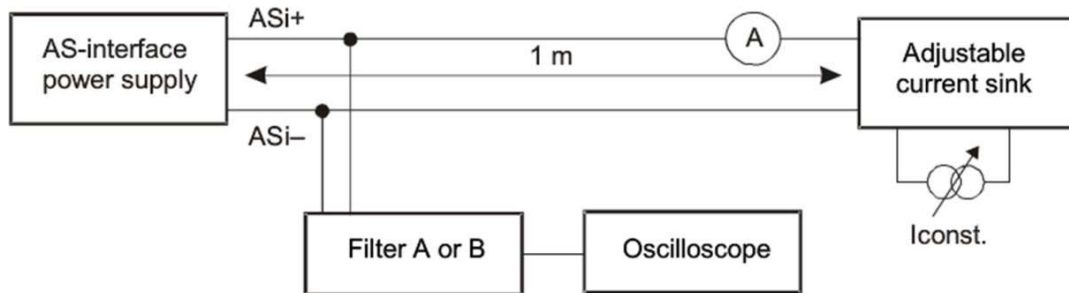 ASi+
AS-interface
power supply
A
1 m
Adjustable
current sink
ASi–
Filter A or B
Oscilloscope
Iconst.